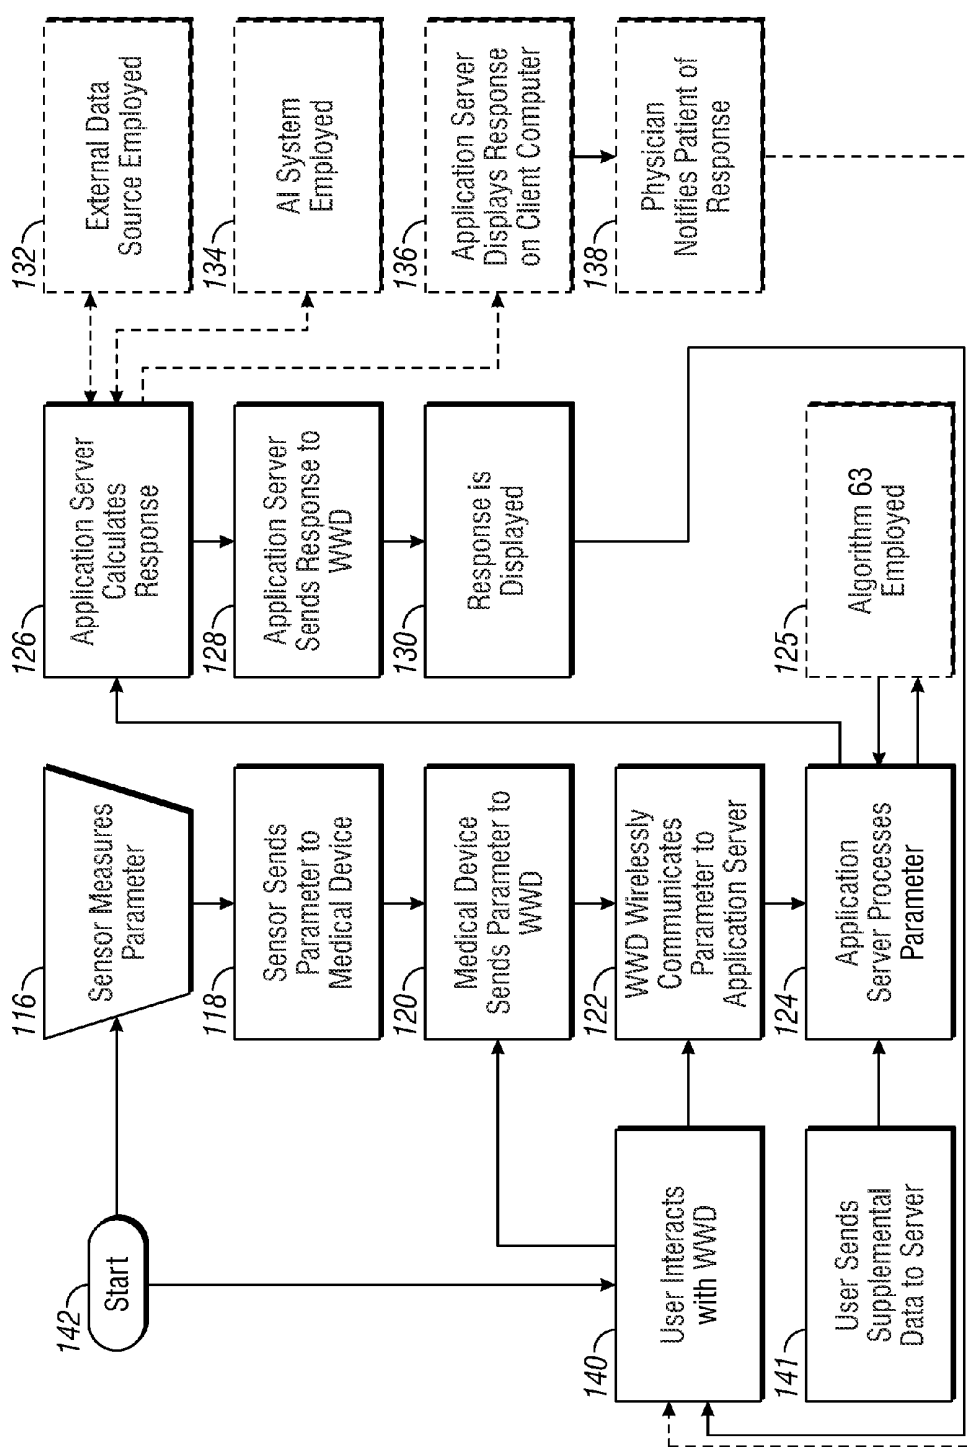 142
Start
140
User Interacts
with WWD
141
User Sends
Supplemental
Data to Server
116
Sensor Measures
Parameter
118
Sensor Sends
Parameter to
Medical Device
120
Medical Device
Sends Parameter to
WWD
122
WWD Wirelessly
Communicates
Parameter to
Application Server
124
Application
Server Processes
Parameter
126
Application Server
Calculates
Response
128
Application Server
Sends Response to
WWD
130
Response is
Displayed
125
Algorithm 63
Employed
132
External Data
Source Employed
134
AI System
Employed
136
Application Server
Displays Response
on Client Computer
138
Physician
Notifies Patient of
Response